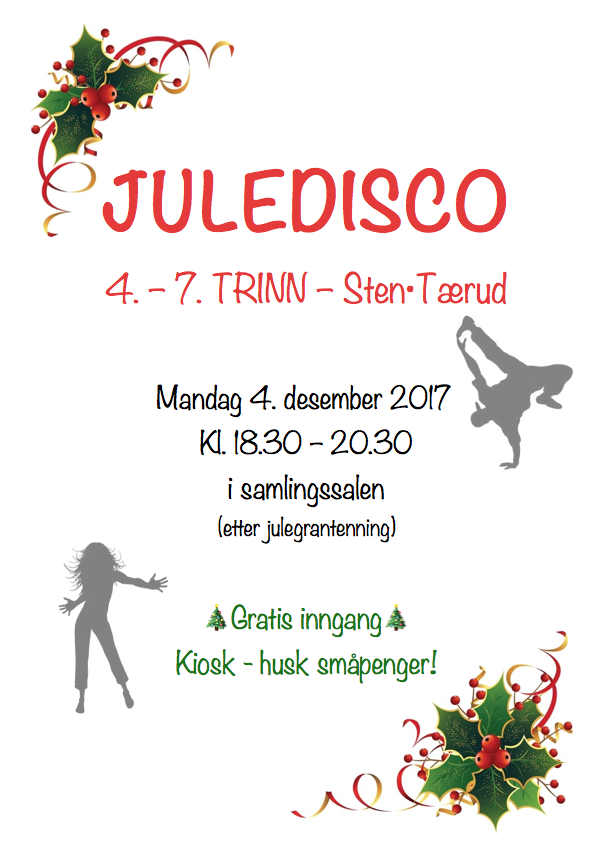 JULEDISCO
4. – 7. TRINN – Sten•Tærud
Mandag 4. desember 2017
Kl. 18.30 – 20.30
i samlingssalen
(etter julegrantenning)
Gratis inngang
Kiosk - husk småpenger!